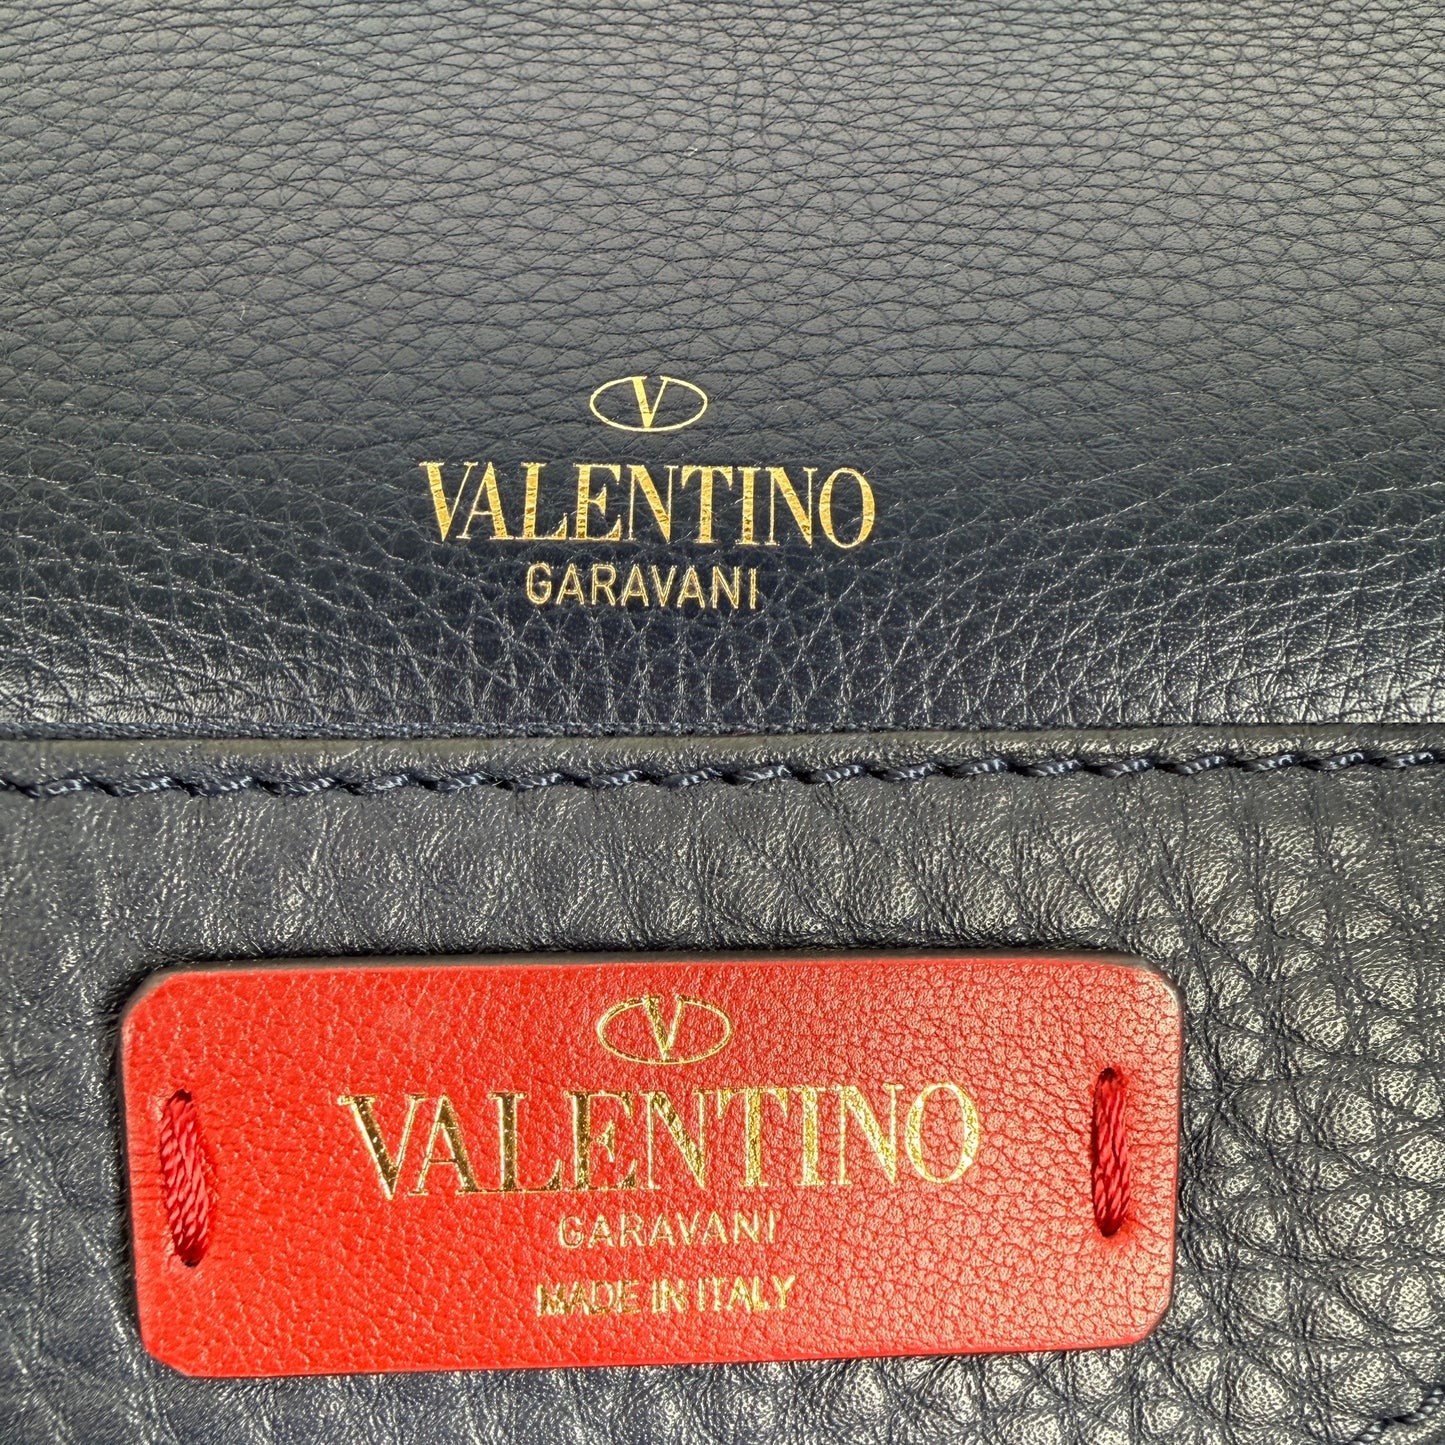 V
VALENTINO
GARAVANI
V
VALENTINO
GARAVANI
MADE IN ITALY